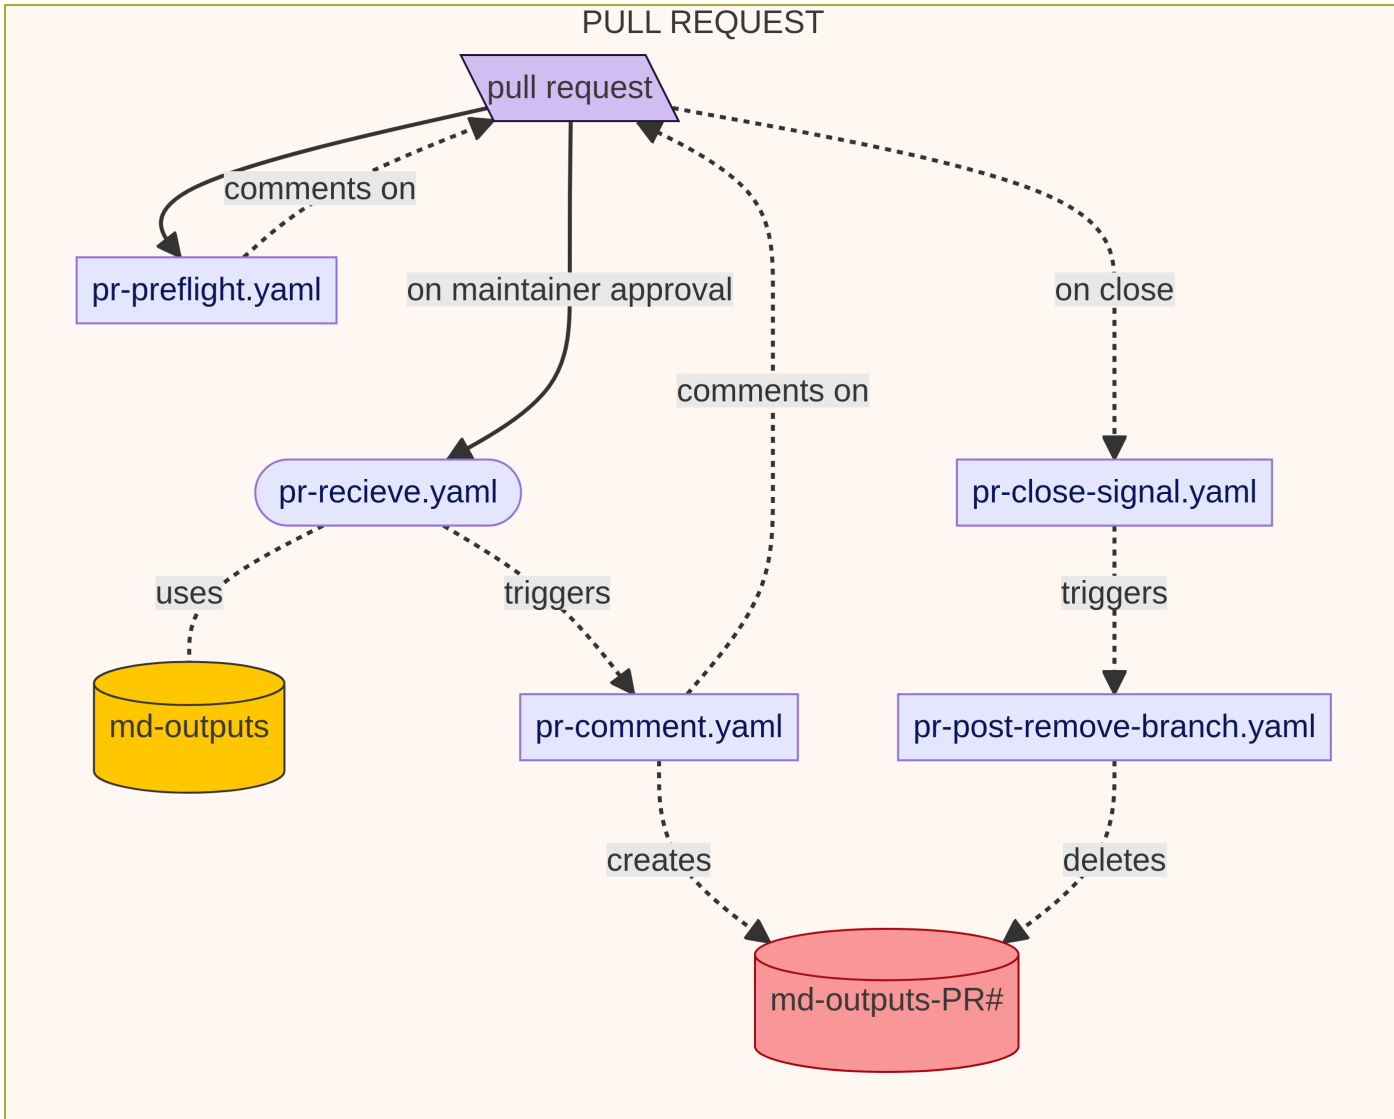 PULL REQUEST
pull request
comments on
pr-preflight.yaml
on maintainer approval
on close
comments on
pr-recieve.yaml
pr-close-signal.yaml
uses
triggers
triggers
md-outputs
pr-comment.yaml
pr-post-remove-branch.yaml
creates
deletes
md-outputs-PR#